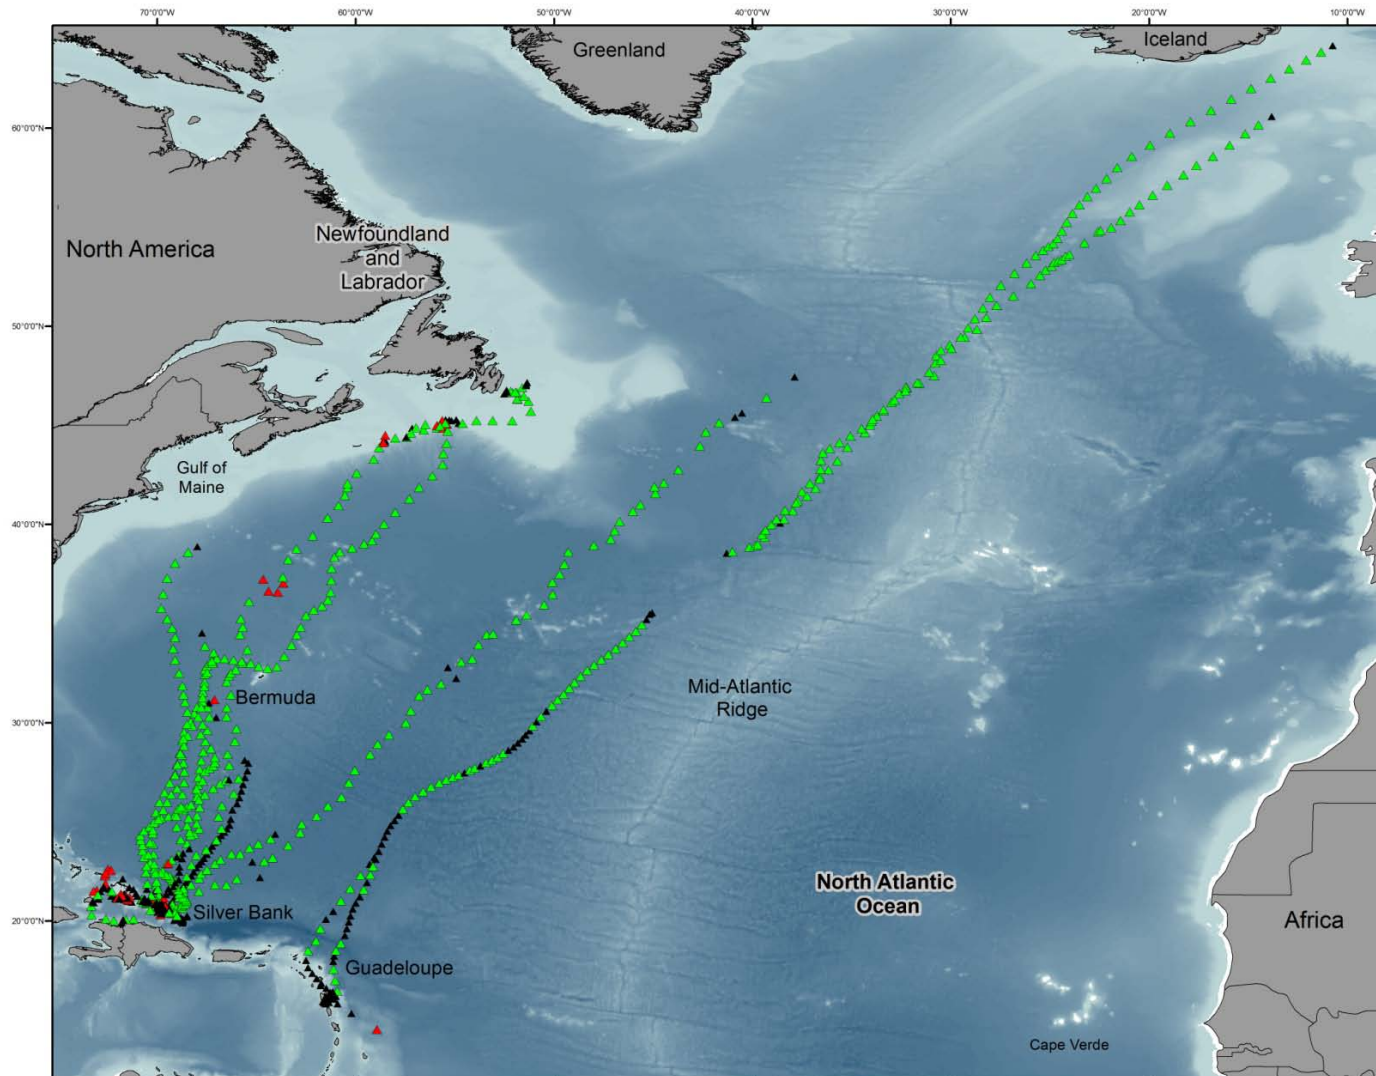 70°0'0"W
60°0'0"W
50°0'0"W
40°0'0"W
30°0'0"W
20°0'0"W
10°0'0"W
Greenland
Iceland
60°0'0"N
North America
Newfoundland
and
Labrador
50°0'0"N
Gulf of
Maine
40°0'0"N
Mid-Atlantic
Ridge
Bermuda
30°0'0"N
North Atlantic
Ocean
Silver Bank
Africa
20°0'0"N
Guadeloupe
Cape Verde